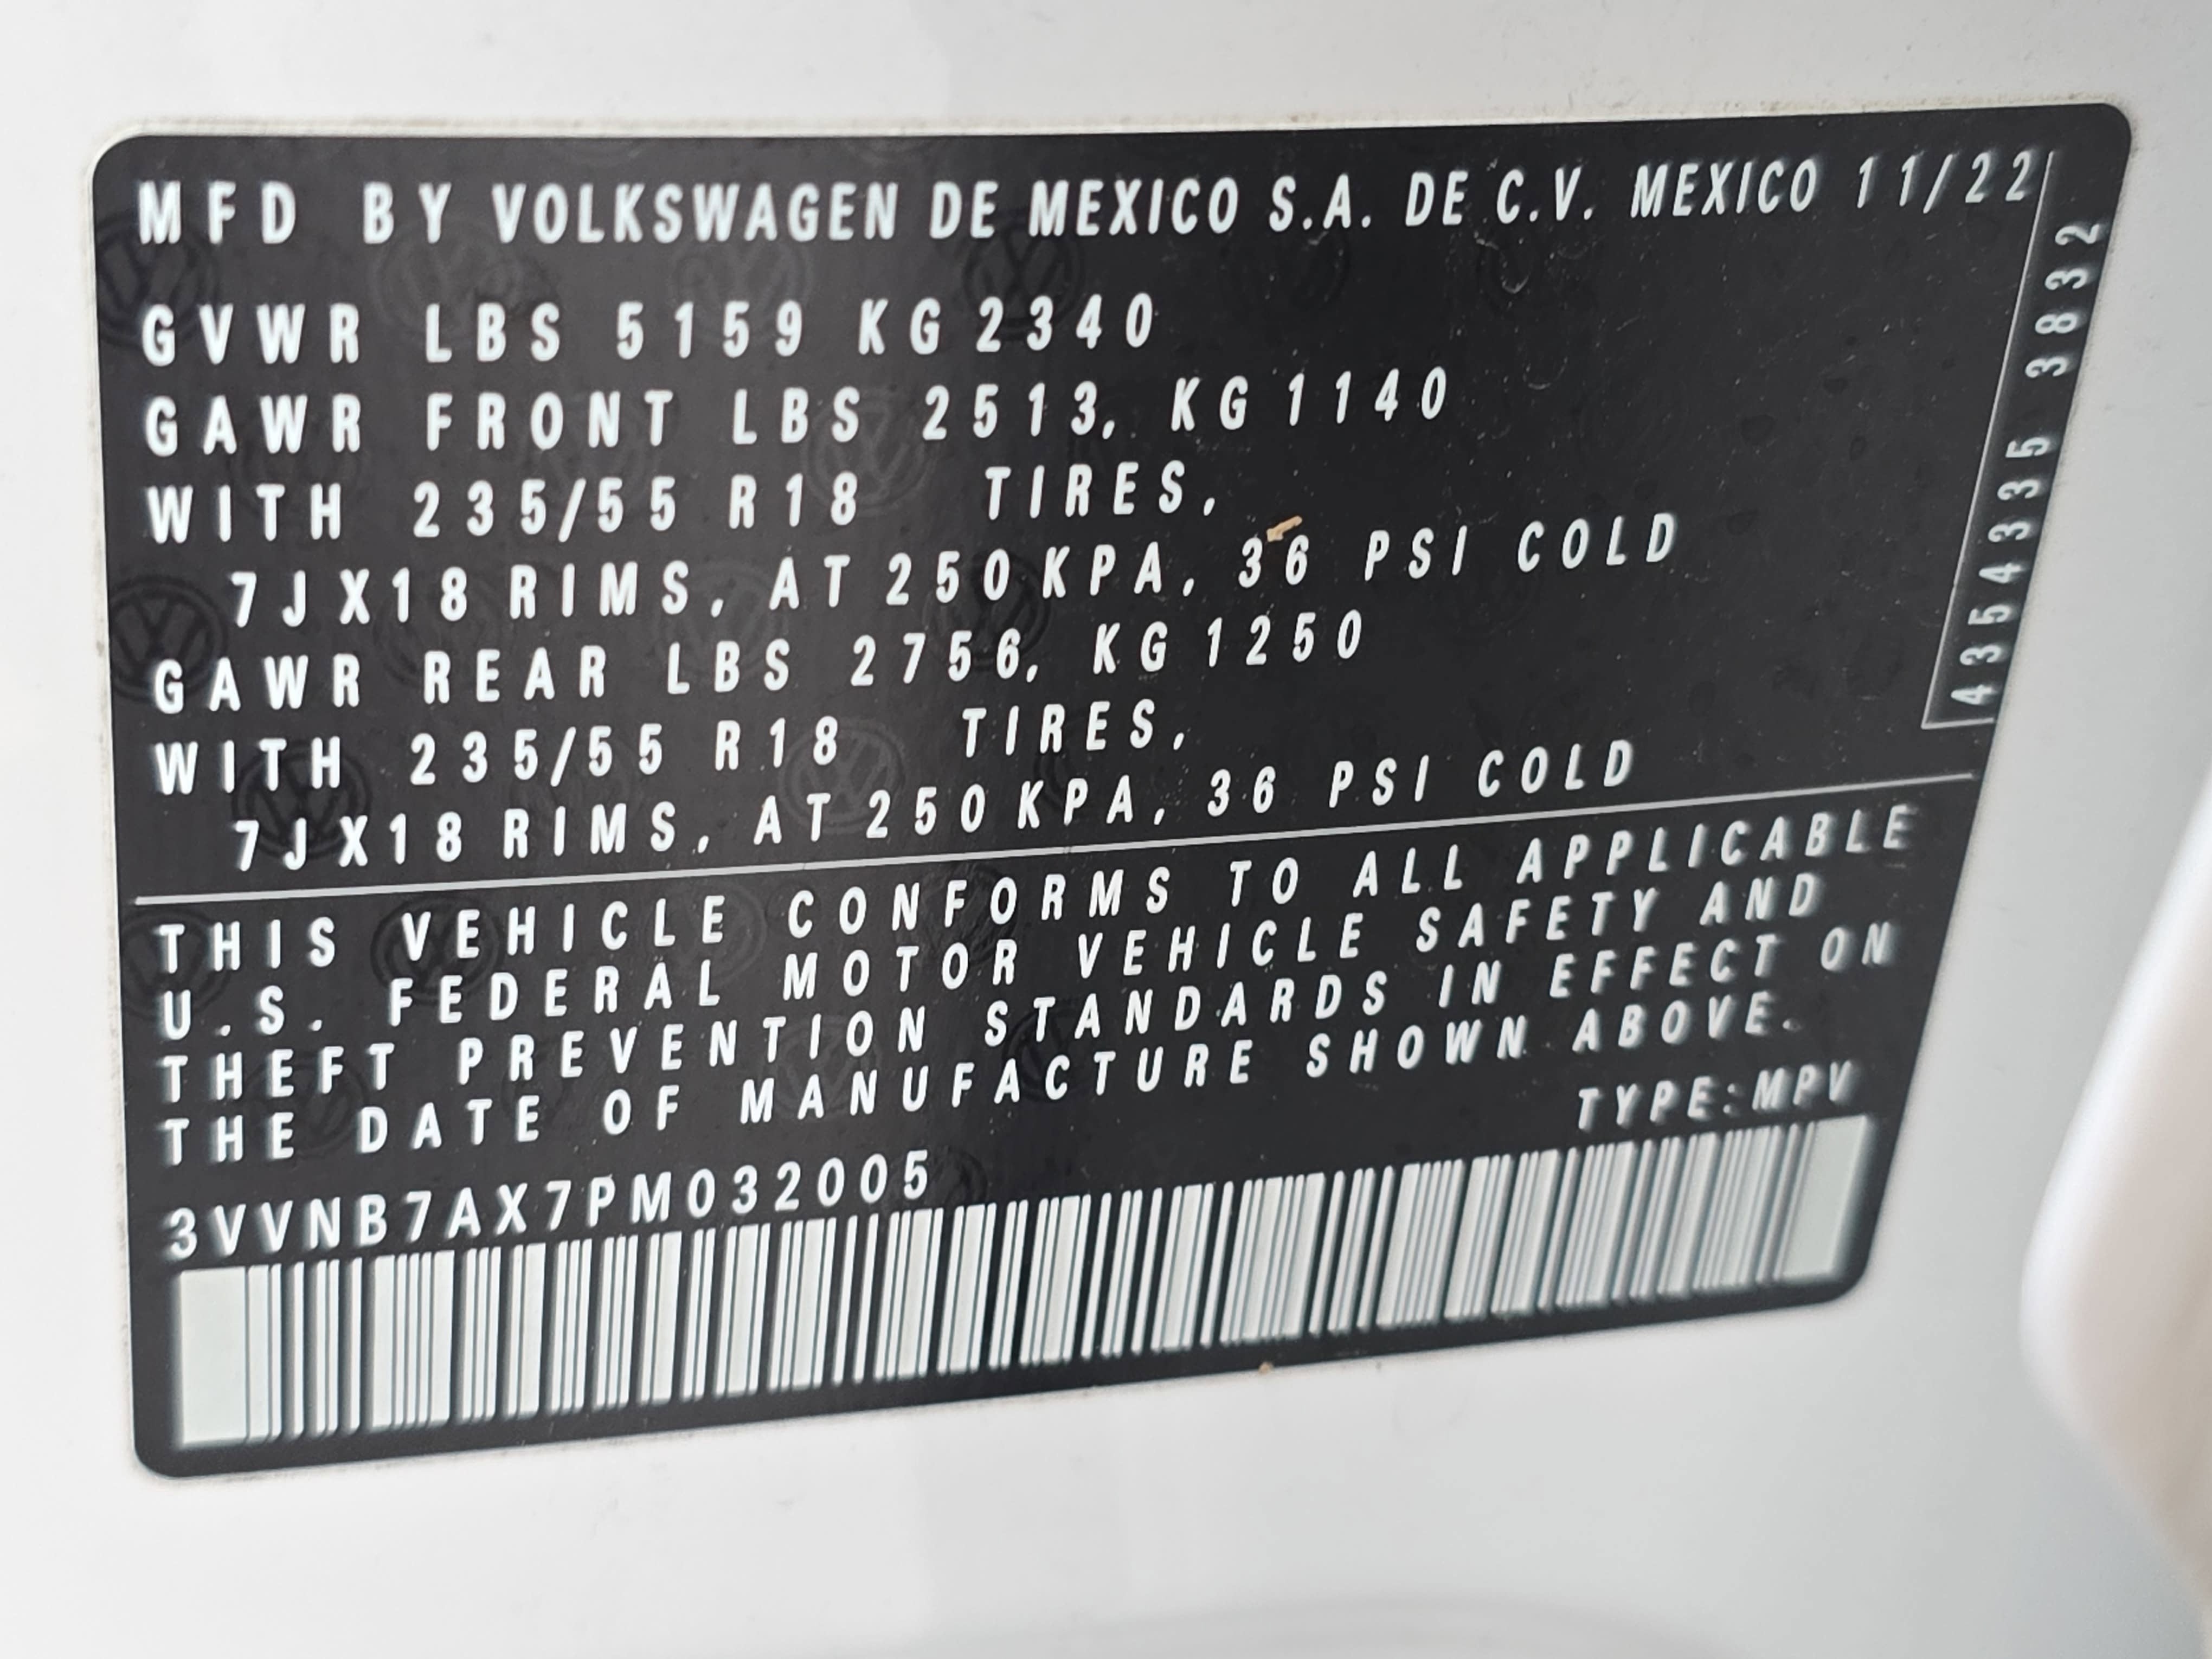 MFD BY VOLKSWAGEN DE MEXICO S.A. DE C.V. MEXICO 11/22
GVWR LBS 5159 KG 2340
GAWR FRONT LBS 2513, KG 1140
WITH 235/55 R18 TIRES,
7JX18 RIMS, AT 250 KPA, 36 PSI COLD
GAWR REAR LBS 2756, KG 1250
WITH 235/55 R18 TIRES,
7JX18 RIMS, AT 250 KPA, 36 PSI COLD
4354335 3832
THIS VEHICLE CONFORMS TO ALL APPLICABLE
U.S. FEDERAL MOTOR VEHICLE SAFETY AND
THEFT PREVENTION STANDARDS IN EFFECT ON
THE DATE OF MANUFACTURE SHOWN ABOVE.
TYPE:MPV
3VVNB7AX7PM032005